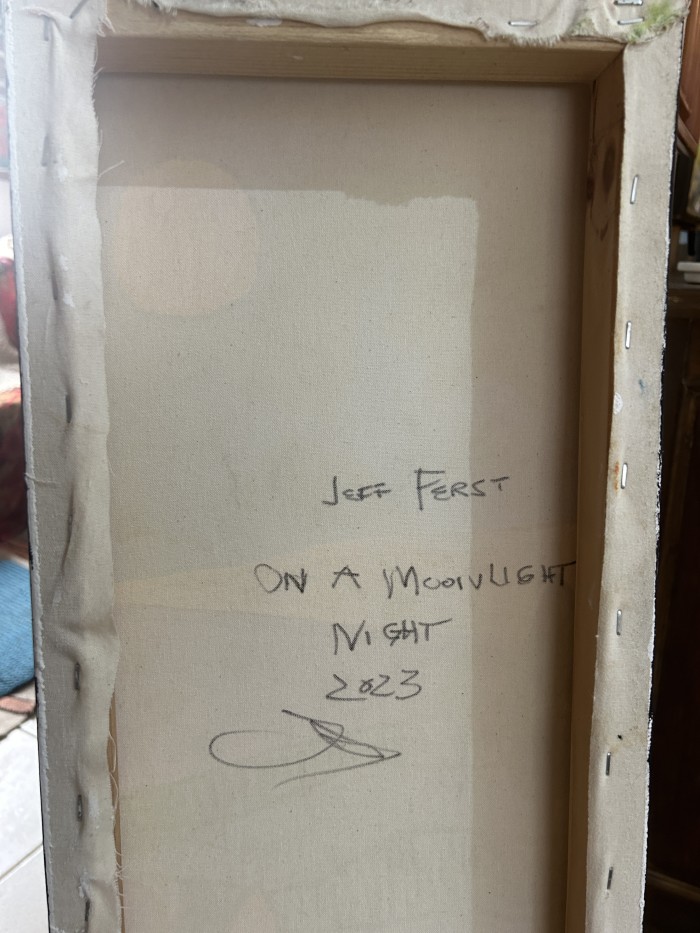 JEFF FERST
ON A MOONLIGHT
NIGHT
2023